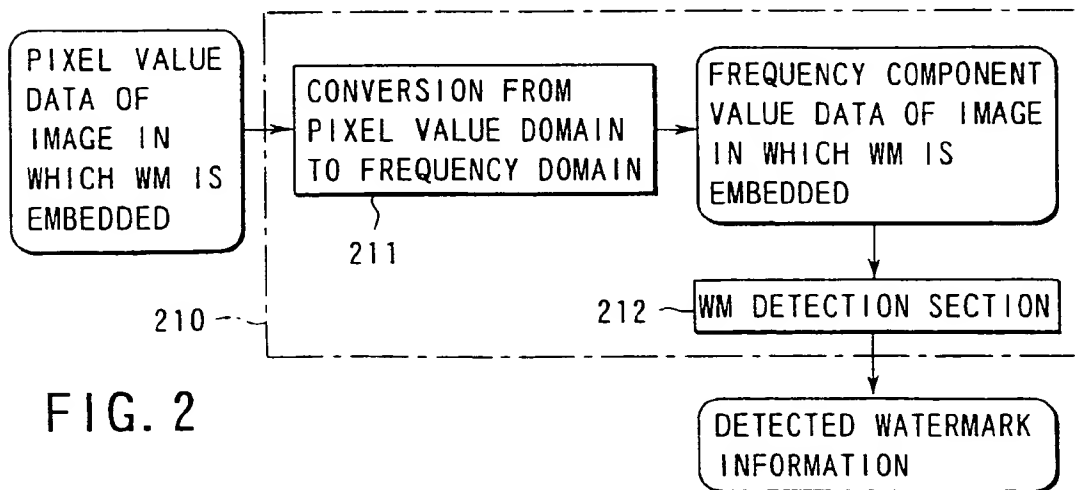 PIXEL VALUE
DATA OF
IMAGE IN
WHICH WM IS
EMBEDDED
CONVERSION FROM
PIXEL VALUE DOMAIN
TO FREQUENCY DOMAIN
211
FREQUENCY COMPONENT
VALUE DATA OF IMAGE
IN WHICH WM IS
EMBEDDED
210
212
WM DETECTION SECTION
FIG. 2
DETECTED WATERMARK
INFORMATION